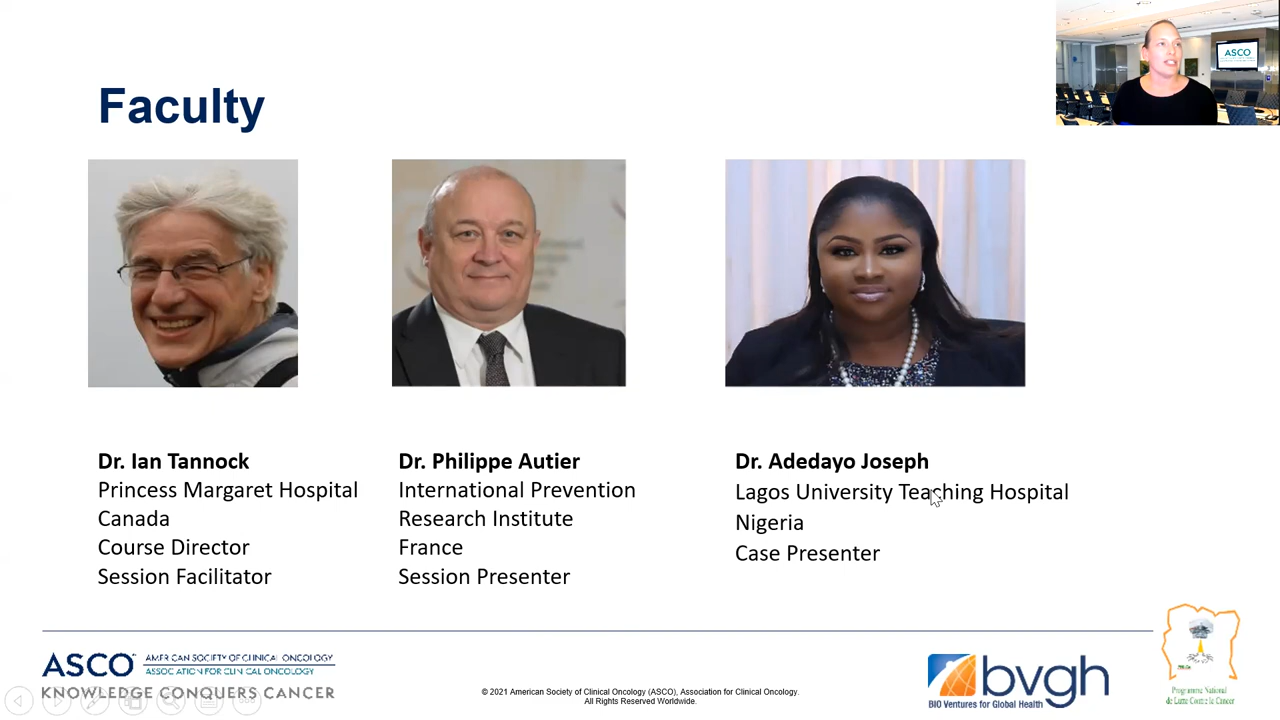 ASCO
Faculty
Dr. Ian Tannock
Princess Margaret Hospital
Canada
Course Director
Session Facilitator
Dr. Philippe Autier
International Prevention
Research Institute
France
Session Presenter
Dr. Adedayo Joseph
Lagos University Teaching Hospital
Nigeria
Case Presenter
ASCO AMERICAN SOCIETY OF CLINICAL ONCOLOGY
ASSOCIATION FOR CLINICAL ONCOLOGY
KNOWLEDGE CONQUERS CANCER
© 2021 American Society of Clinical Oncology (ASCO), Association for Clinical Oncology.
All Rights Reserved Worldwide.
bvgh
BIO Ventures for Global Health
Programme National
de Lutte Contre le Cancer